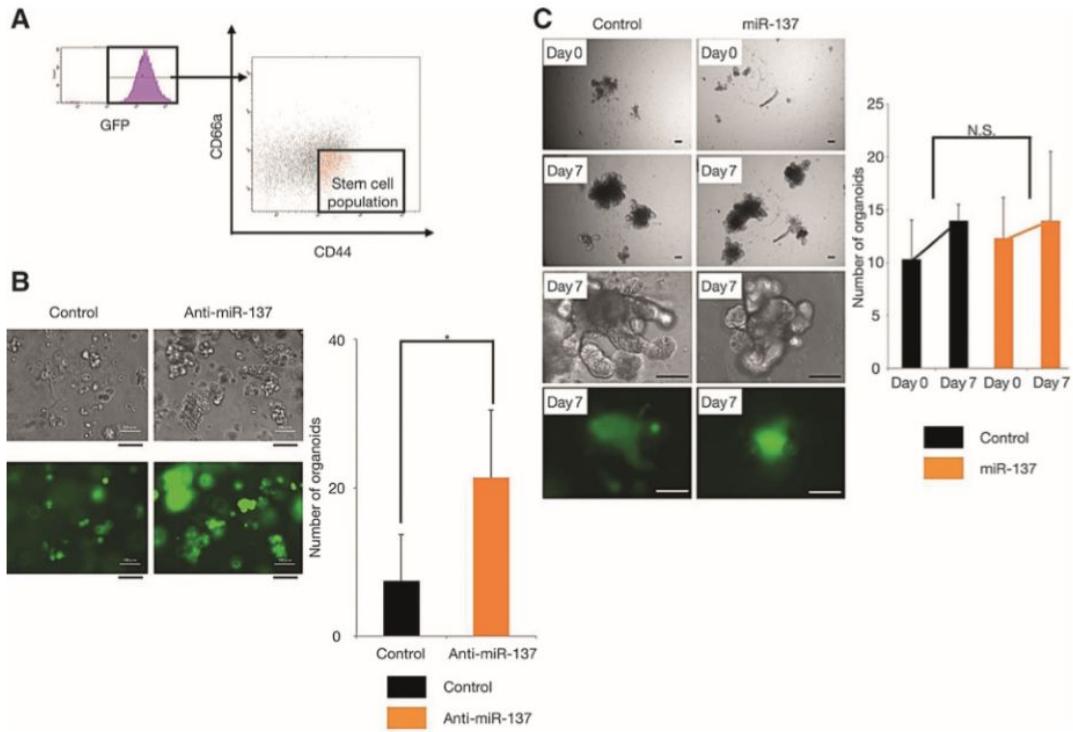 A
GFP
CD66a
Stem cell
population
CD44
B
Control
Anti-miR-137
Number of organoids
40
20
0
*
Control
Anti-miR-137
Control
Anti-miR-137
C
Control
miR-137
Day 0
Day 0
Day 7
Day 7
Day 7
Day 7
Day 7
Day 7
Number of organoids
25
20
15
10
5
0
N.S.
Day 0 Day 7 Day 0 Day 7
Control
miR-137